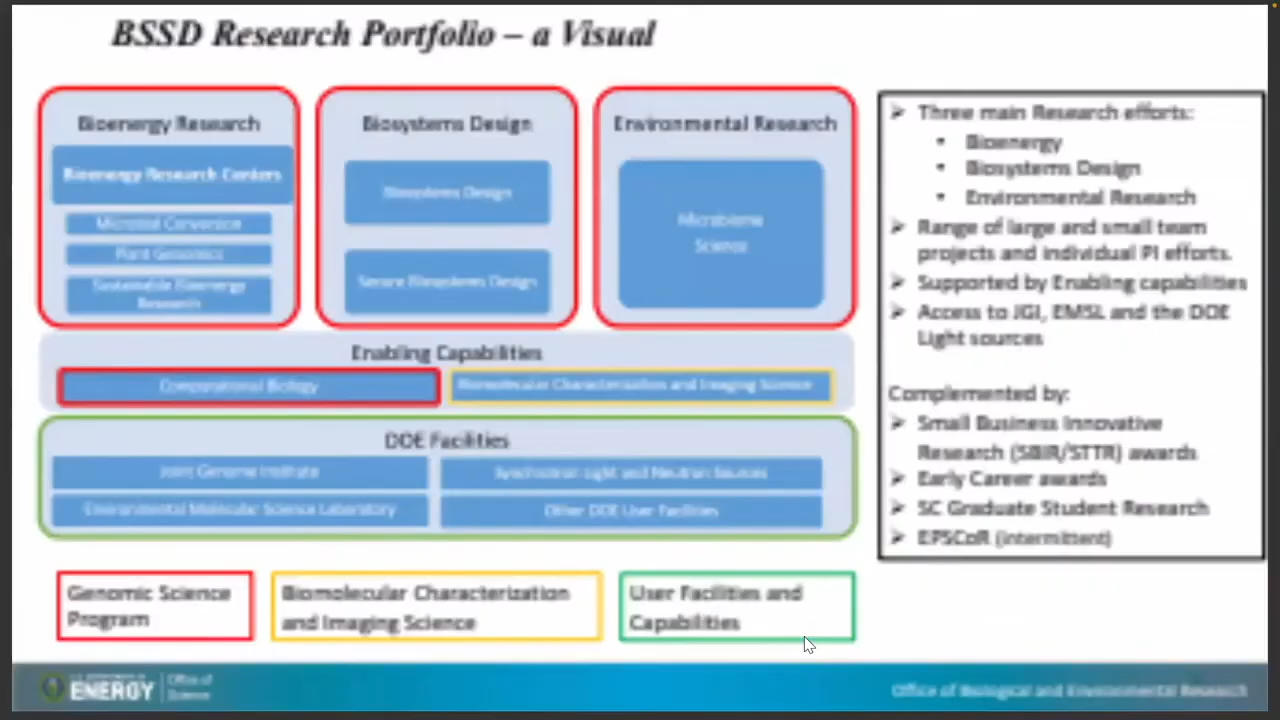 BSSD Research Portfolio – a Visual
Bioenergy Research
Bioenergy Research Centers
Microbial Conversion
Plant Genomics
Sustainable Bioenergy
Research
Biosystems Design
Biosystems Design
Secure Biosystems Design
Environmental Research
Microbiome
Science
Enabling Capabilities
Computational Biology
Biomolecular Characterization and Imaging Science
DOE Facilities
Joint Genome Institute
Synchrotron Light and Neutron Sources
Environmental Molecular Science Laboratory
Other DOE User Facilities
Genomic Science
Program
Biomolecular Characterization
and Imaging Science
User Facilities and
Capabilities
➢ Three main Research efforts:
• Bioenergy
• Biosystems Design
• Environmental Research
➢ Range of large and small team
projects and individual PI efforts.
➢ Supported by Enabling capabilities
➢ Access to JGI, EMSL and the DOE
Light sources
Complemented by:
➢ Small Business Innovative
Research (SBIR/STTR) awards
➢ Early Career awards
➢ SC Graduate Student Research
➢ EPSCoR (intermittent)
U.S. DEPARTMENT OF
ENERGY
Office of
Science
Office of Biological and Environmental Research